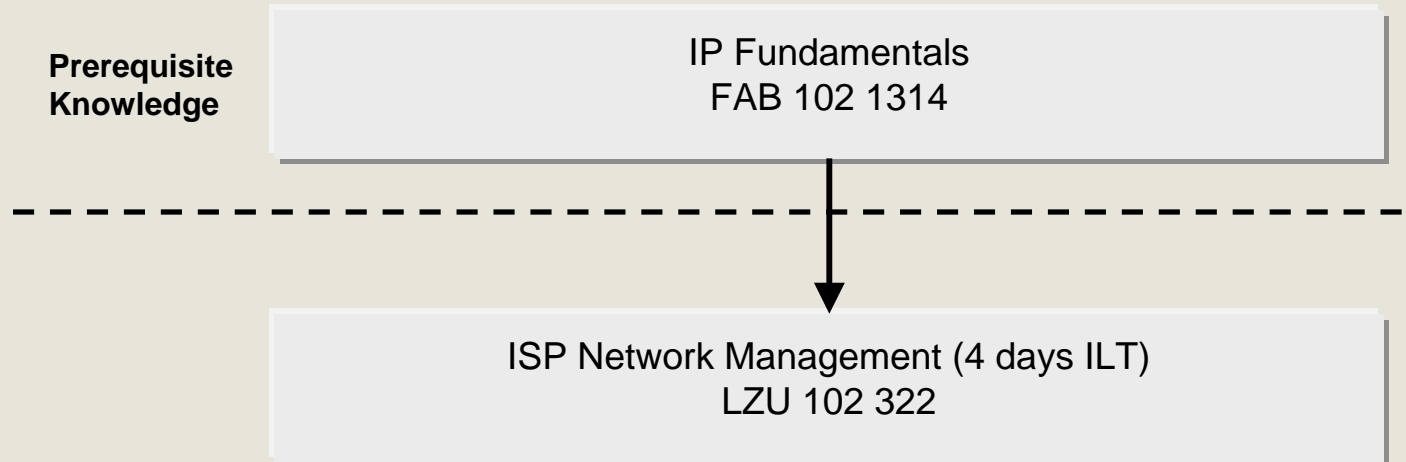 Prerequisite
Knowledge
IP Fundamentals
FAB 102 1314
ISP Network Management (4 days ILT)
LZU 102 322